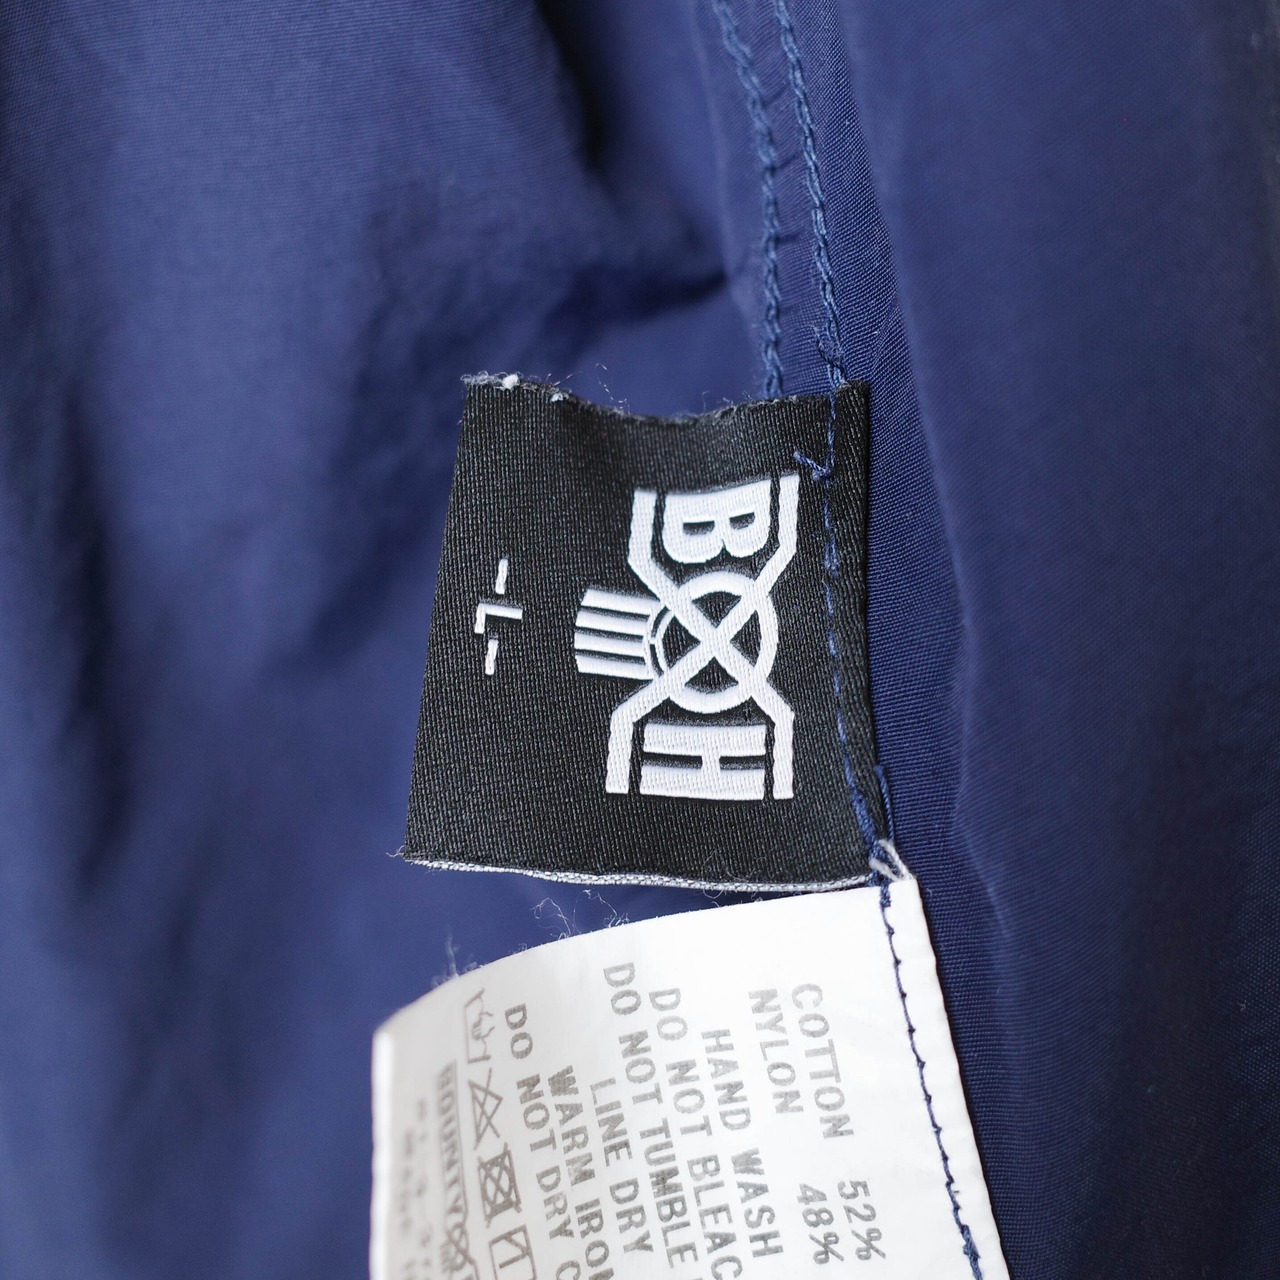 BXH
-L-
COTTON 52%
NYLON 48%
HAND WASH
DO NOT BLEAC
DO NOT TUMBLE
LINE DRY
WARM IRON
DO NOT DRY C